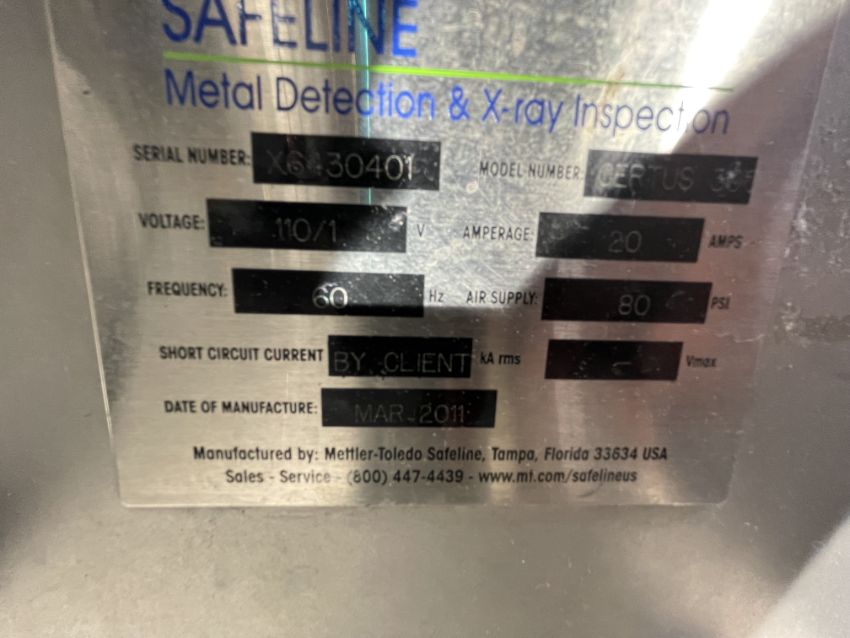 SAFELINE
Metal Detection & X-ray Inspection
SERIAL NUMBER: MODEL NUMBER: CERTUS
VOLTAGE: 110/1 V AMPERAGE: 20 AMPS
FREQUENCY: 60 Hz AIR SUPPLY: 80 PSI
SHORT CIRCUIT CURRENT BY CLIENT kA rms Vmax
DATE OF MANUFACTURE: MAR 2011
Manufactured by: Mettler-Toledo Safeline, Tampa, Florida 33634 USA
Sales - Service - (800) 447-4439 - www.mt.com/safelineus